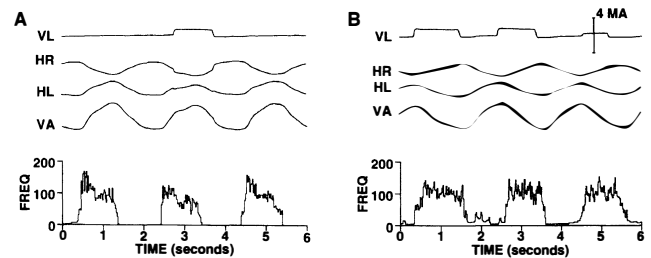 A
VL
HR
HL
VA
FREQ
200
100
0
0 1 2 3 4 5 6
TIME (seconds)
B
4 MA
VL
HR
HL
VA
FREQ
200
100
0
0 1 2 3 4 5 6
TIME (seconds)